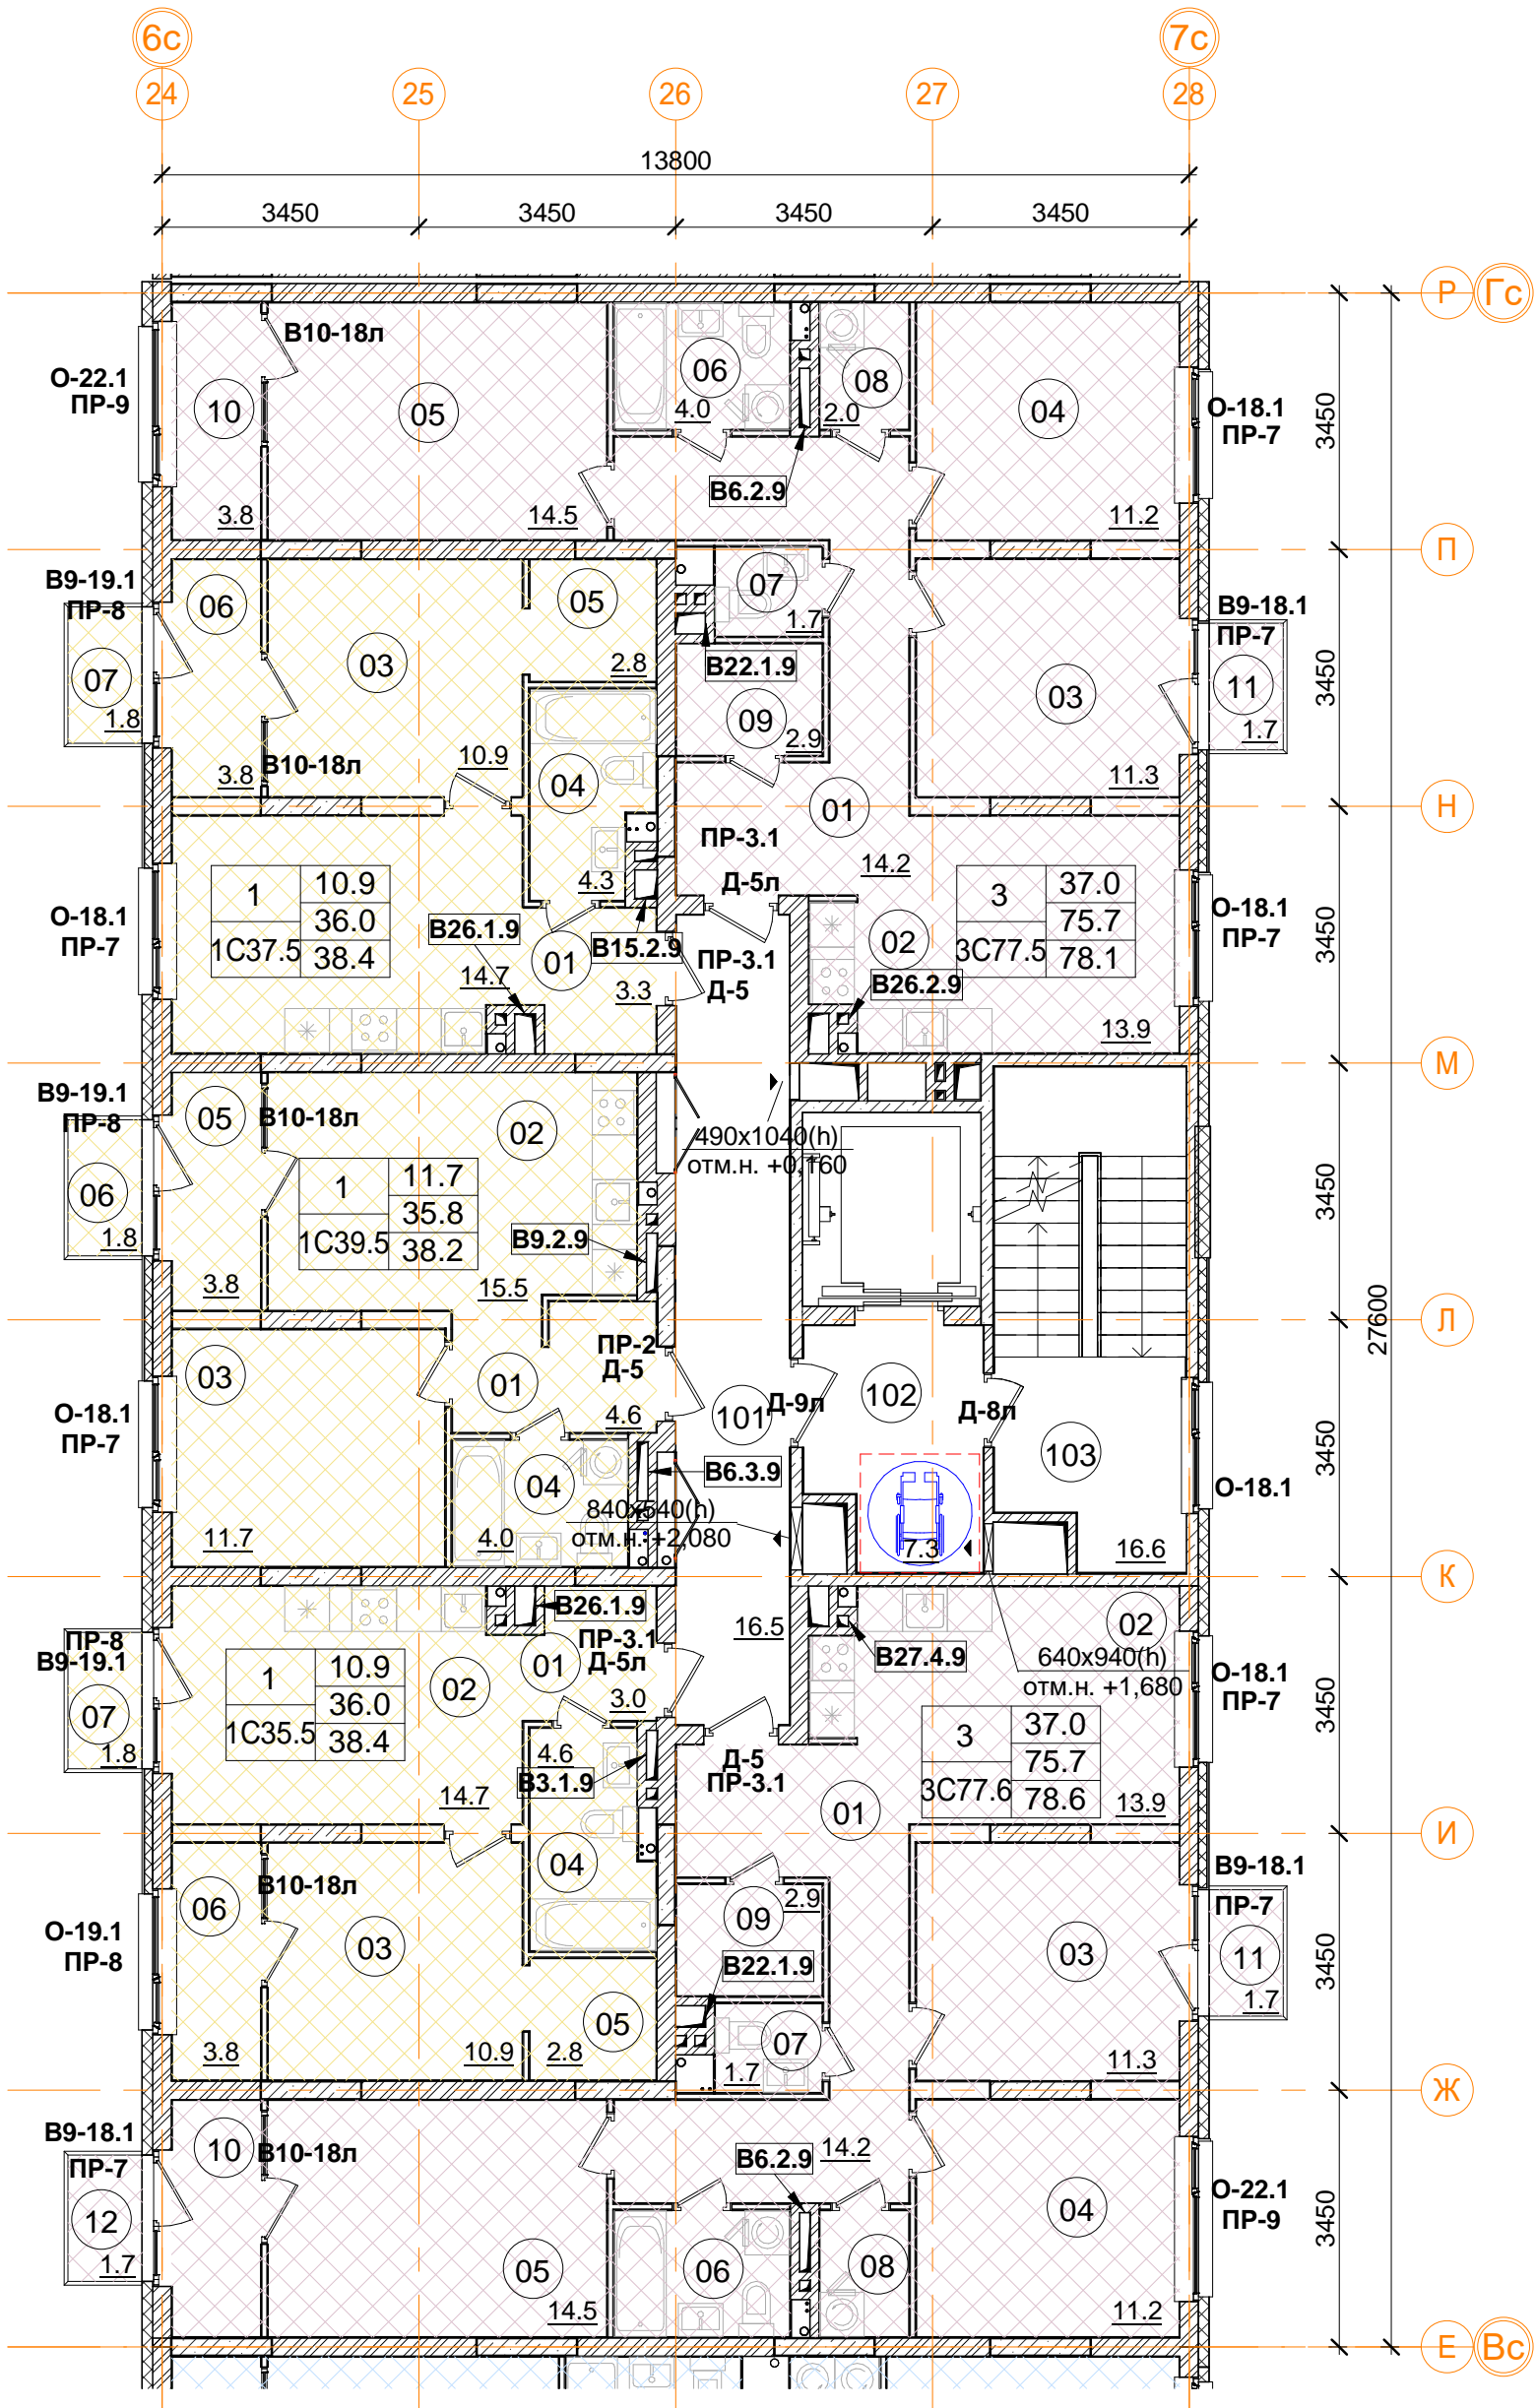 6с
7с
24
25
26
27
28
13800
3450
3450
3450
3450
Р
Гс
В10-18л
О-22.1
ПР-9
10
05
06
4.0
08
2.0
04
О-18.1
ПР-7
3450
В6.2.9
3.8
14.5
11.2
П
В9-19.1
ПР-8
06
03
05
07
1.7
В9-18.1
ПР-7
07
1.8
2.8
В22.1.9
03
11
1.7
3450
09
2.9
3.8
В10-18л
10.9
04
11.3
01
Н
ПР-3.1
14.2
Д-5л
4.3
1
10.9
36.0
1С37.5
38.4
О-18.1
ПР-7
В26.1.9
В15.2.9
01
14.7
3.3
ПР-3.1
Д-5
02
3
37.0
75.7
3С77.5
78.1
В26.2.9
13.9
О-18.1
ПР-7
3450
М
В9-19.1
ПР-8
05
В10-18л
02
490х1040(h)
отм.н. +0,160
06
1.8
1
11.7
35.8
1С39.5
38.2
В9.2.9
3.8
15.5
3450
27600
Л
03
ПР-2
Д-5
01
4.6
О-18.1
ПР-7
101
Д-9л
102
Д-8л
103
04
В6.3.9
840х540(h)
отм.н. +2,080
11.7
4.0
7.3
16.6
О-18.1
3450
К
В26.1.9
ПР-3.1
Д-5л
01
3.0
16.5
02
ПР-8
В9-19.1
07
1.8
02
1
10.9
36.0
1С35.5
38.4
В27.4.9
640х940(h)
отм.н. +1,680
О-18.1
ПР-7
3450
4.6
В3.1.9
14.7
Д-5
ПР-3.1
01
3
37.0
75.7
3С77.6
78.6
13.9
И
04
В10-18л
06
03
О-19.1
ПР-8
09
2.9
В22.1.9
03
В9-18.1
ПР-7
11
1.7
3450
05
07
1.7
3.8
10.9
2.8
11.3
Ж
В9-18.1
ПР-7
10
В10-18л
14.2
В6.2.9
12
1.7
05
06
08
04
О-22.1
ПР-9
3450
14.5
11.2
Е
Вс